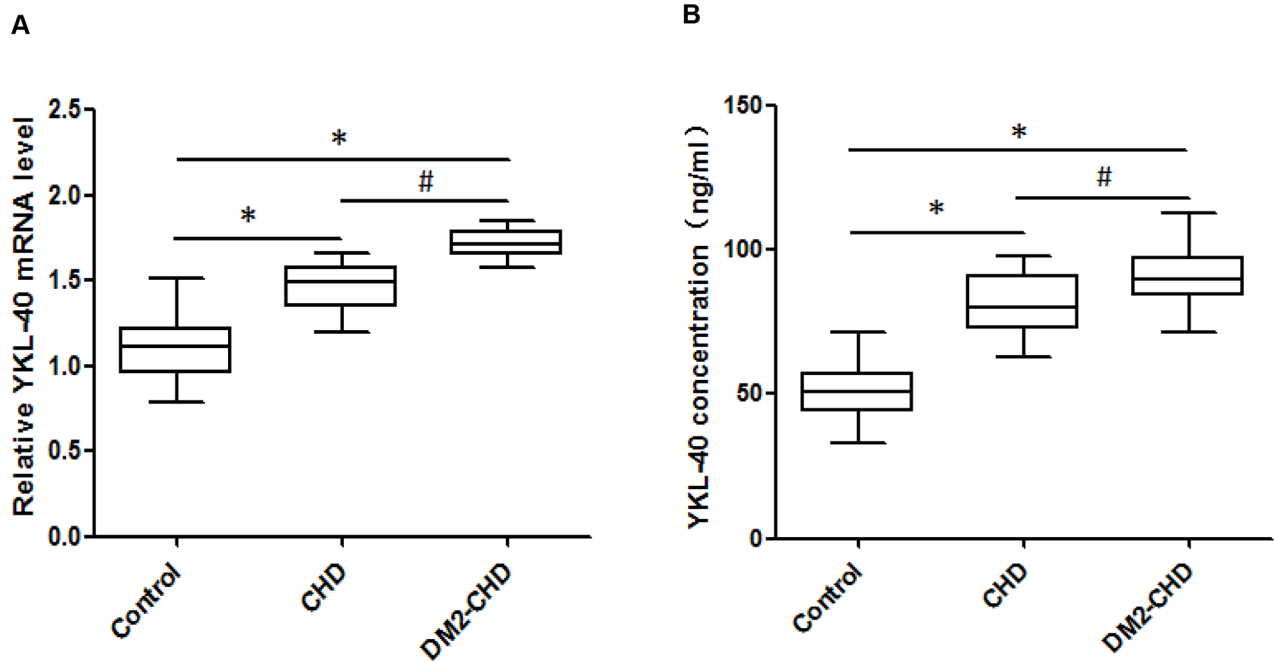 A
Relative YKL-40 mRNA level
2.5
2.0
1.5
1.0
0.5
0.0
*
*
#
Control
CHD
DM2-CHD
B
YKL-40 concentration（ng/ml）
150
100
50
0
*
*
#
Control
CHD
DM2-CHD